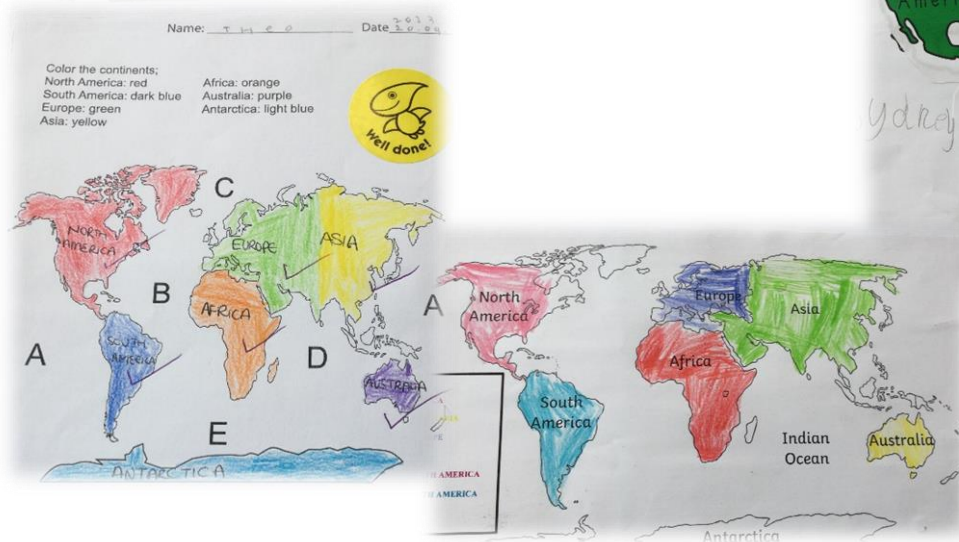 Name: THEO Date 2017
Color the continents;
North America: red
South America: dark blue
Europe: green
Asia: yellow
Africa: orange
Australia: purple
Antarctica: light blue
Well done!
C
NORTH
AMERICA
EUROPE
ASIA
B
AFRICA
A
SOUTH
AMERICA
D
AUSTRALIA
E
ANTARCTICA
ydney
A
North
America
Europe
Asia
Africa
South
America
Indian
Ocean
Australia
Antarctica
AMERICA
AMERICA